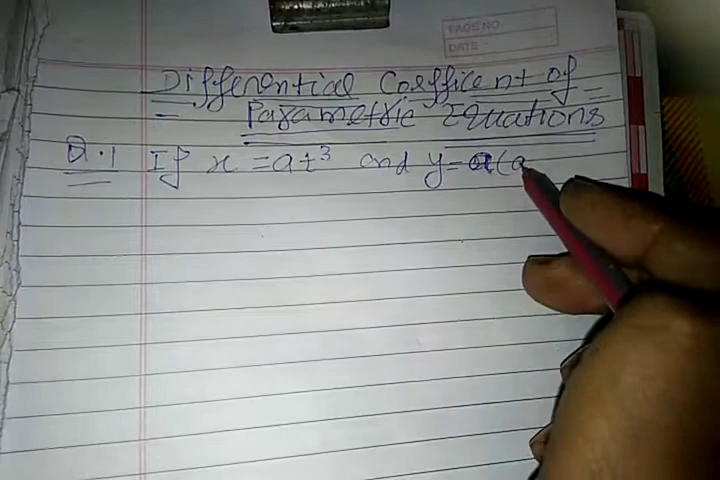 PAGE NO.
DATE
Differential Coefficent of
Parametric Equations
Q.1 If x = at³ and y = a(a